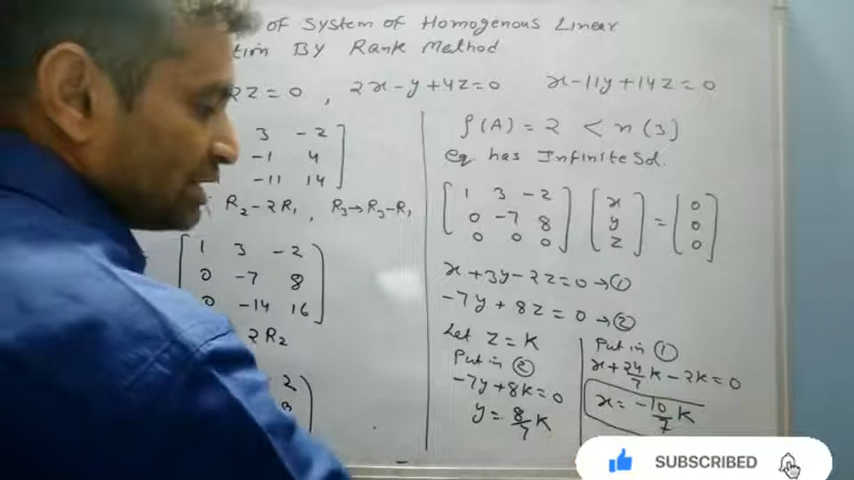 of System of Homogenous Linear
tion By Rank Method
2z = 0 , 2x - y + 4z = 0 x - 11y + 14z = 0
3 -2
-1 4
-11 14
R2 - 2R1 , R3 → R3 - R1
1 3 -2
0 -7 8
0 -14 16
2R2
2
8
ρ(A) = 2 < n(3)
eq has Infinite Sol.
1 3 -2 x 0
0 -7 8 y = 0
0 0 0 z 0
x + 3y - 2z = 0 → ①
-7y + 8z = 0 → ②
Let z = K
Put in ②
-7y + 8K = 0
y = 8/7 K
Put in ①
x + 24/7 K - 2K = 0
x = -10/7 K
SUBSCRIBED